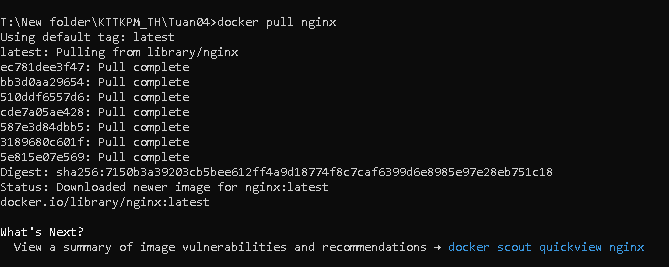 T:\New folder\KTTKPM_TH\Tuan04>docker pull nginx
Using default tag: latest
latest: Pulling from library/nginx
ec781dee3f47: Pull complete
bb3d0aa29654: Pull complete
510ddf6557d6: Pull complete
cde7a05ae428: Pull complete
587e3d84dbb5: Pull complete
3189680c601f: Pull complete
5e815e07e569: Pull complete
Digest: sha256:7150b3a39203cb5bee612ff4a9d18774f8c7caf6399d6e8985e97e28eb751c18
Status: Downloaded newer image for nginx:latest
docker.io/library/nginx:latest
What's Next?
View a summary of image vulnerabilities and recommendations → docker scout quickview nginx